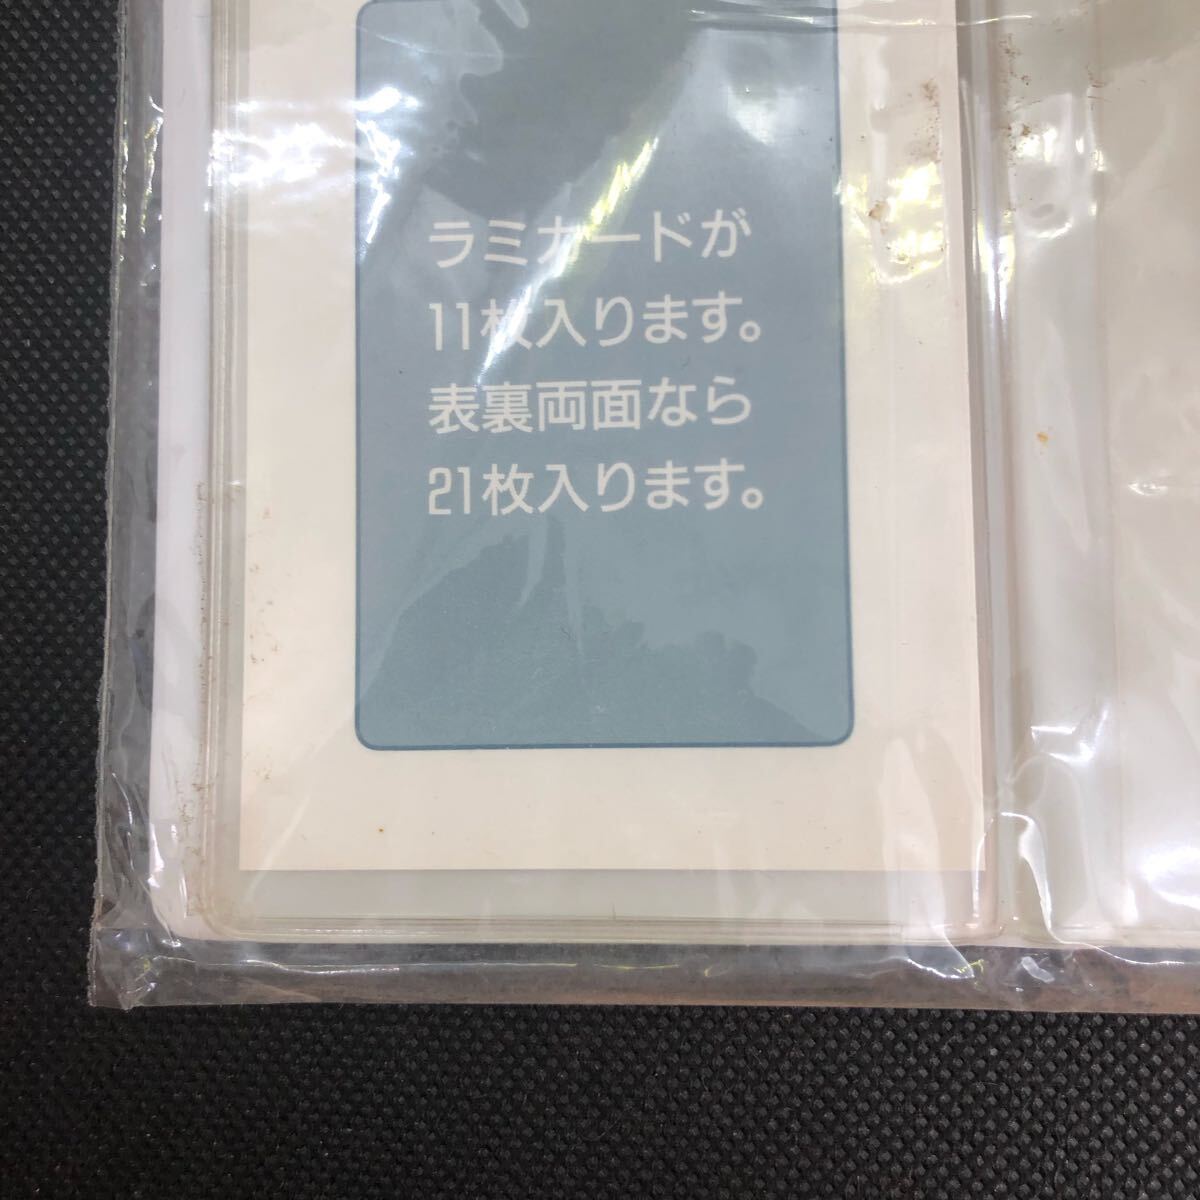 ラミカードが
11枚入ります。
表裏両面なら
21枚入ります。